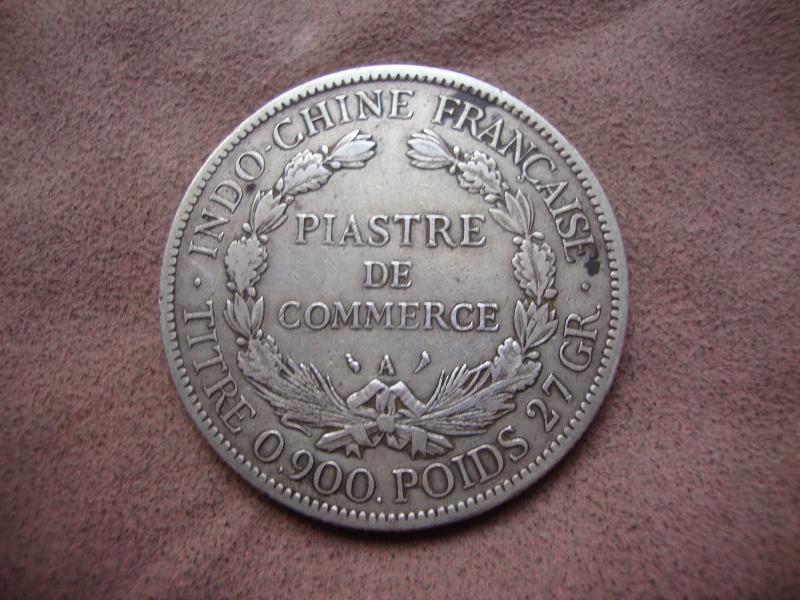 INDO-CHINE FRANÇAISE
PIASTRE
DE
COMMERCE
A
TITRE 0.900. POIDS 27 GR.